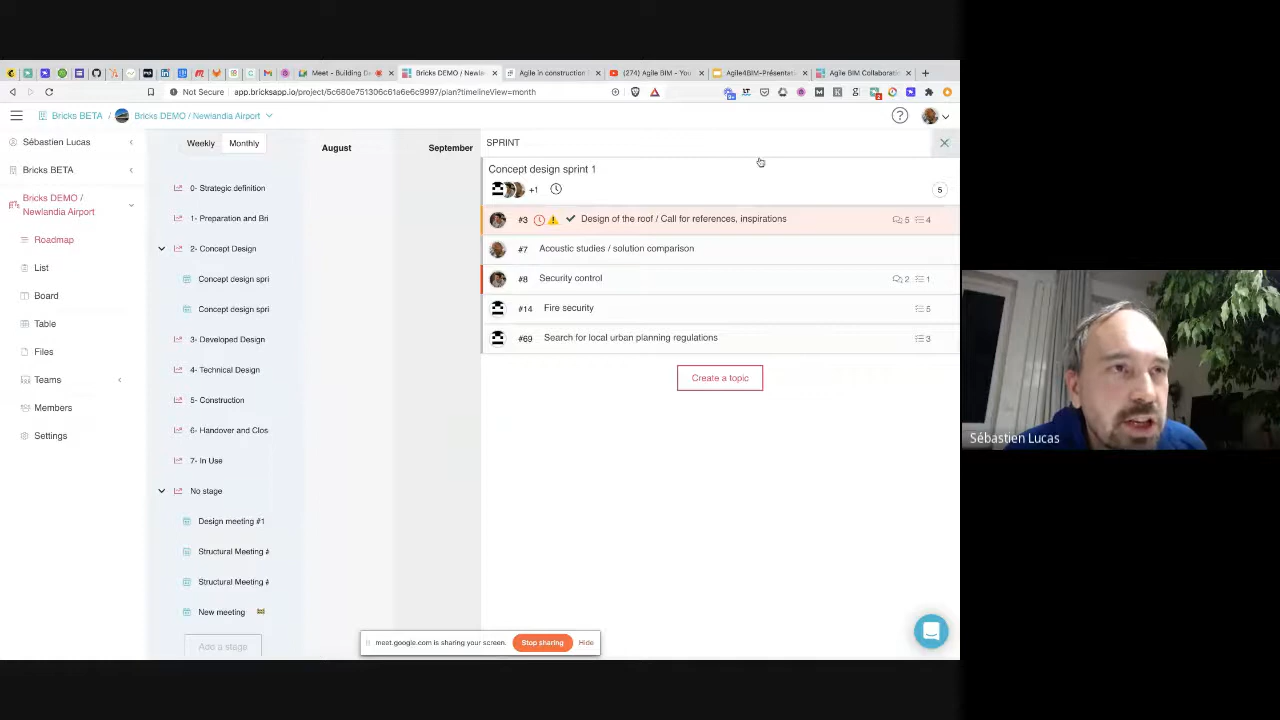 Meet - Building De
Bricks DEMO / Newlan
Agile in construction
(274) Agile BIM - You
Agile4BIM-Présentati
Agile BIM Collaborati
Not Secure
app.bricksapp.io/project/5c680e751306c61a6e6c9997/plan?timelineView=month
Bricks BETA / Bricks DEMO / Newlandia Airport
Sébastien Lucas
Bricks BETA
Bricks DEMO /
Newlandia Airport
Roadmap
List
Board
Table
Files
Teams
Members
Settings
Weekly
Monthly
August
September
0- Strategic definition
1- Preparation and Bri
2- Concept Design
Concept design spri
Concept design spri
3- Developed Design
4- Technical Design
5- Construction
6- Handover and Clos
7- In Use
No stage
Design meeting #1
Structural Meeting #
Structural Meeting #
New meeting
Add a stage
SPRINT
Concept design sprint 1
+1
5
#3 Design of the roof / Call for references, inspirations 5 4
#7 Acoustic studies / solution comparison
#8 Security control 2 1
#14 Fire security 5
#69 Search for local urban planning regulations 3
Create a topic
meet.google.com is sharing your screen.
Stop sharing
Hide
Sébastien Lucas